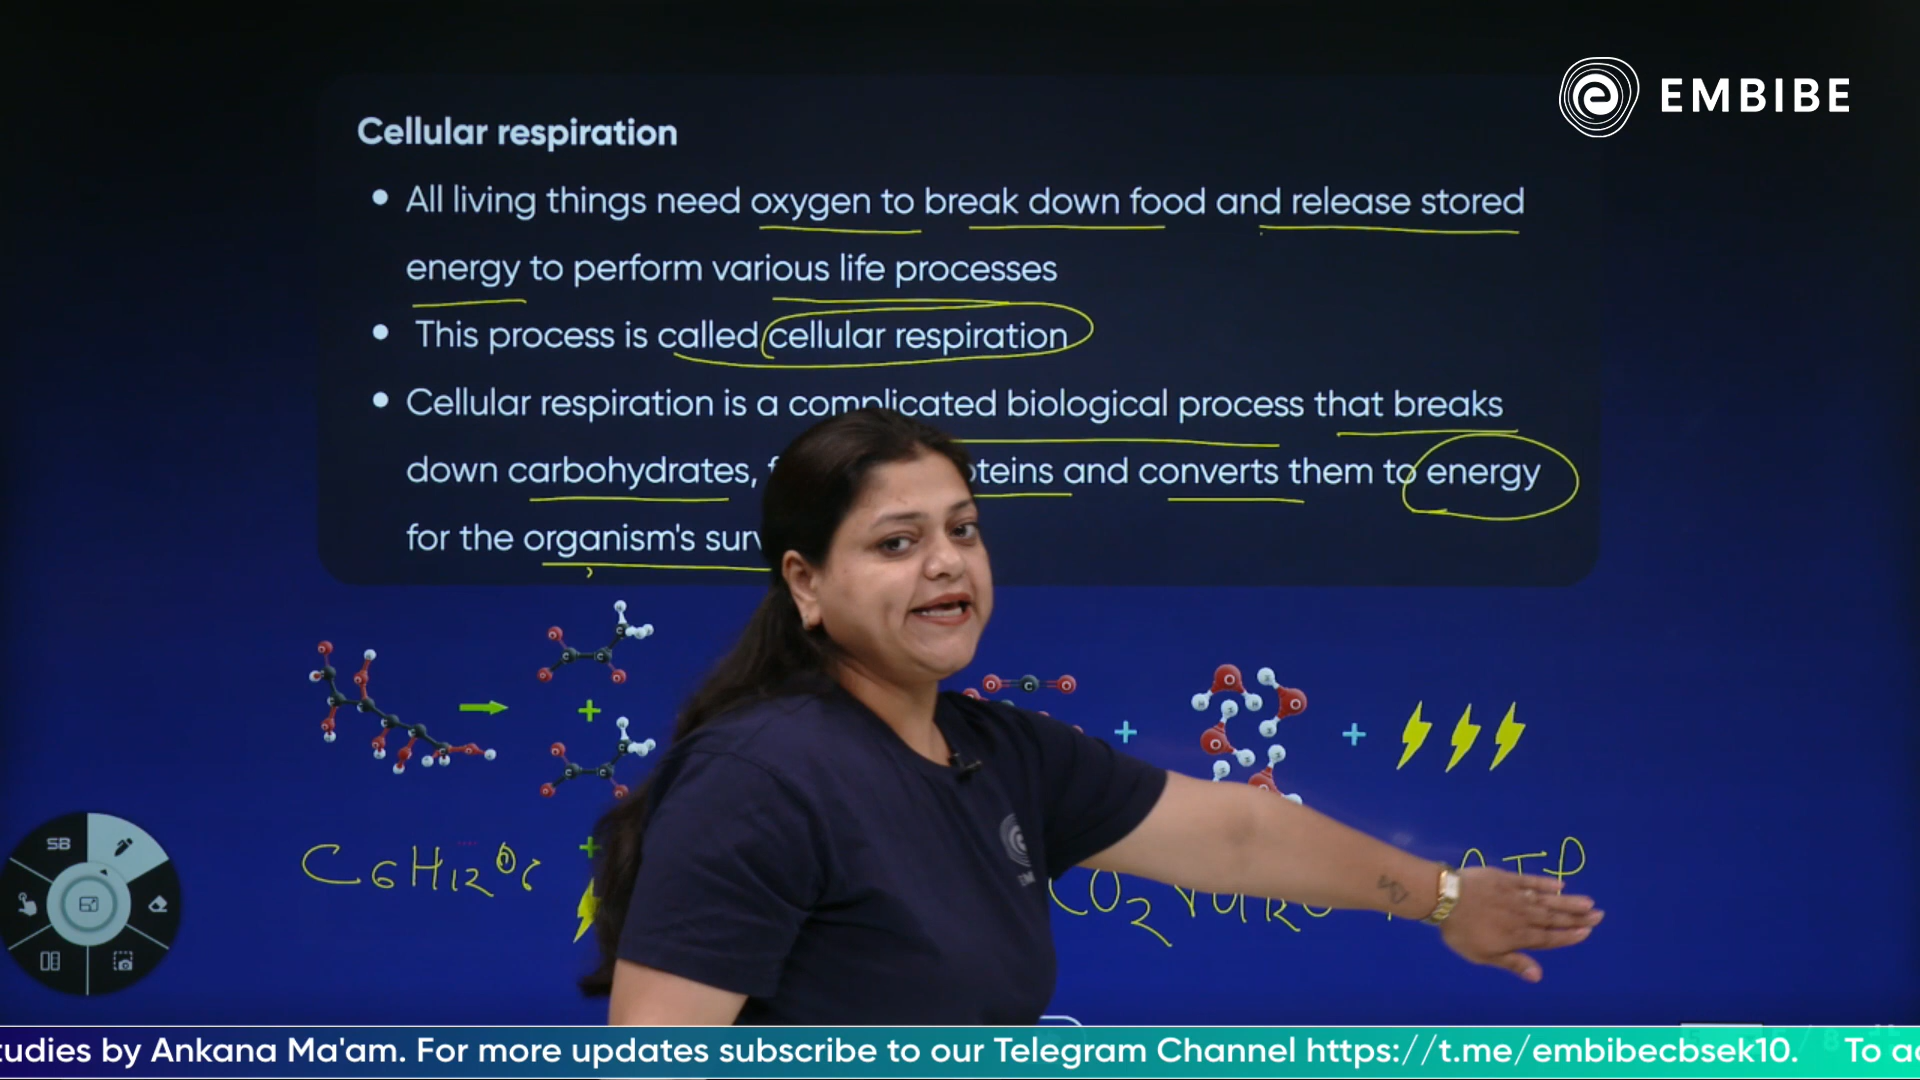 EMBIBE
Cellular respiration
• All living things need oxygen to break down food and release stored
energy to perform various life processes
• This process is called cellular respiration
• Cellular respiration is a complicated biological process that breaks
down carbohydrates, and converts them to energy
for the organism's
SB
C6H12O6
CO2 ATP
tudies by Ankana Ma'am. For more updates subscribe to our Telegram Channel https://t.me/embibecbsek10. To